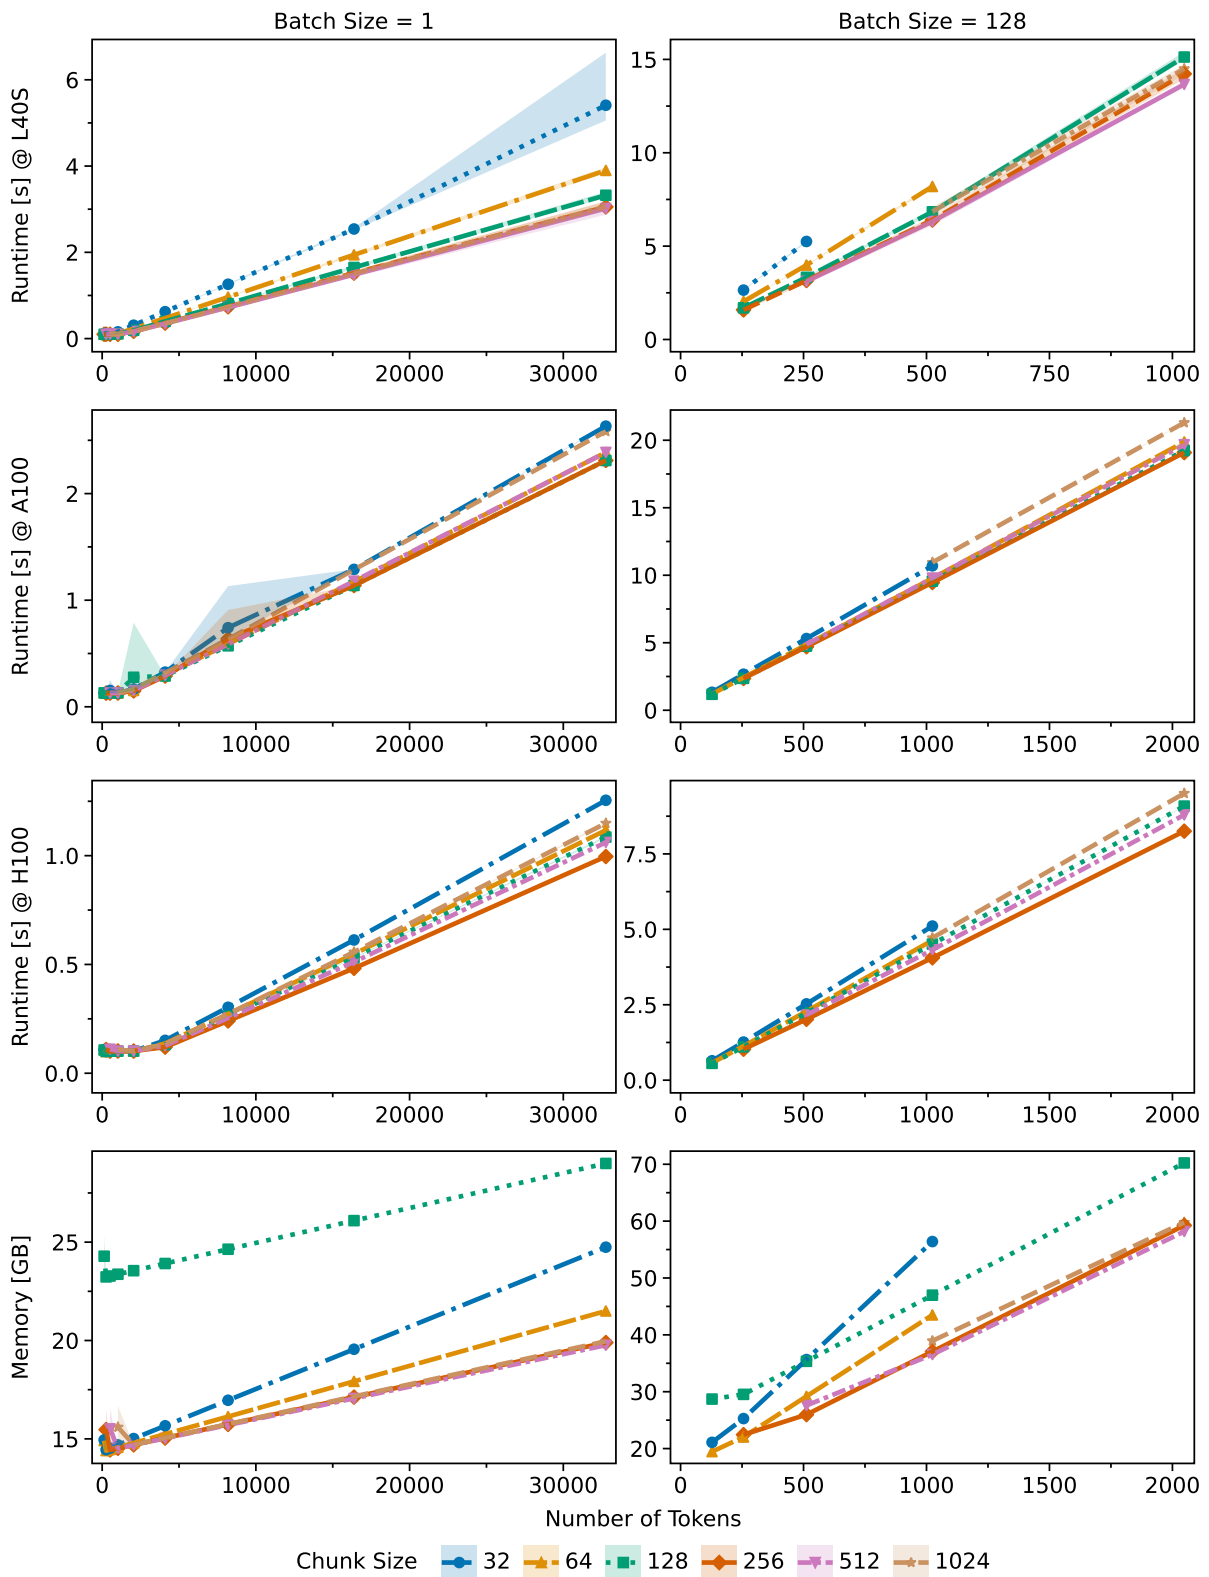 Batch Size = 1
Batch Size = 128
Runtime [s] @ L40S
6
4
2
0
0 10000 20000 30000
15
10
5
0
0 250 500 750 1000
Runtime [s] @ A100
2
1
0
0 10000 20000 30000
20
15
10
5
0
0 500 1000 1500 2000
Runtime [s] @ H100
1.0
0.5
0.0
0 10000 20000 30000
7.5
5.0
2.5
0.0
0 500 1000 1500 2000
Memory [GB]
25
20
15
0 10000 20000 30000
70
60
50
40
30
20
0 500 1000 1500 2000
Number of Tokens
Chunk Size 32 64 128 256 512 1024